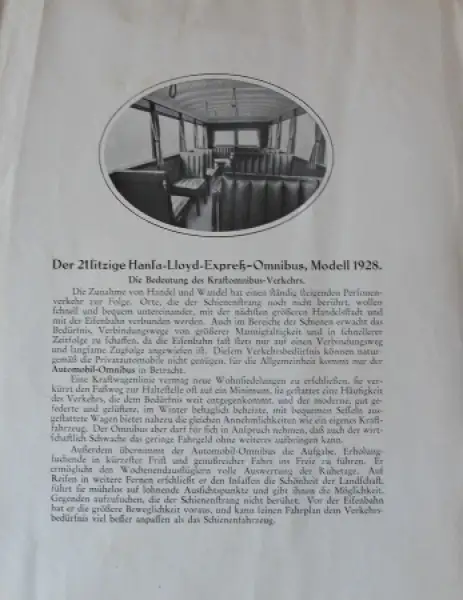 Der 21sitzige Hansa-Lloyd-Expreß-Omnibus, Modell 1928.
Die Bedeutung des Kraftomnibus-Verkehrs.
Die Zunahme von Handel und Wandel hat einen ständig steigenden Personen-
verkehr zur Folge. Orte, die der Schienenstrang noch nicht berührt, wollen
schnell und bequem untereinander, mit der nächsten größeren Handelsstadt und
mit der Eisenbahn verbunden werden. Auch im Bereiche der Schienen erwacht das
Bedürfnis, Verbindungswege von größerer Mannigfaltigkeit und in schnellerer
Zeitfolge zu schaffen, da die Eisenbahn fast stets nur auf einen Verbindungsweg
und langsame Zugfolge angewiesen ist. Diesem Verkehrsbedürfnis können natur-
gemäß die Privatautomobile nicht genügen, für die Allgemeinheit kommt nur der
Automobil-Omnibus in Betracht.
Eine Kraftwagenlinie vermag neue Wohnsiedelungen zu erschließen, sie ver-
kürzt den Fußweg zur Haltestelle oft auf ein Minimum, sie gestattet eine Häufigkeit
des Verkehrs, die dem Bedürfnis weit entgegenkommt, und der moderne, gut ge-
federte und gelüftete, im Winter behaglich beheizte, mit bequemen Sesseln aus-
gestattete Wagen bietet nahezu die gleichen Annehmlichkeiten wie ein eigenes Kraft-
fahrzeug. Der Omnibus aber darf für sich in Anspruch nehmen, daß auch der wirt-
schaftlich Schwache das geringe Fahrgeld ohne weiteres aufbringen kann.
Außerdem übernimmt der Automobil-Omnibus die Aufgabe, Erholung-
suchende in kürzester Frist und genußreicher Fahrt ins Freie zu führen. Er
ermöglicht den Wochenendausflüglern volle Auswertung der Ruhetage. Auf
Reisen in weitere Fernen erschließt er den Insassen die Schönheit der Landschaft,
führt sie mühelos auf lohnende Aussichtspunkte und gibt ihnen die Möglichkeit,
Gegenden aufzusuchen, die der Schienenstrang nicht berührt. Vor der Eisenbahn
hat er die größere Beweglichkeit voraus, und kann seinen Fahrplan dem Verkehrs-
bedürfnis viel besser anpassen als das Schienenfahrzeug.